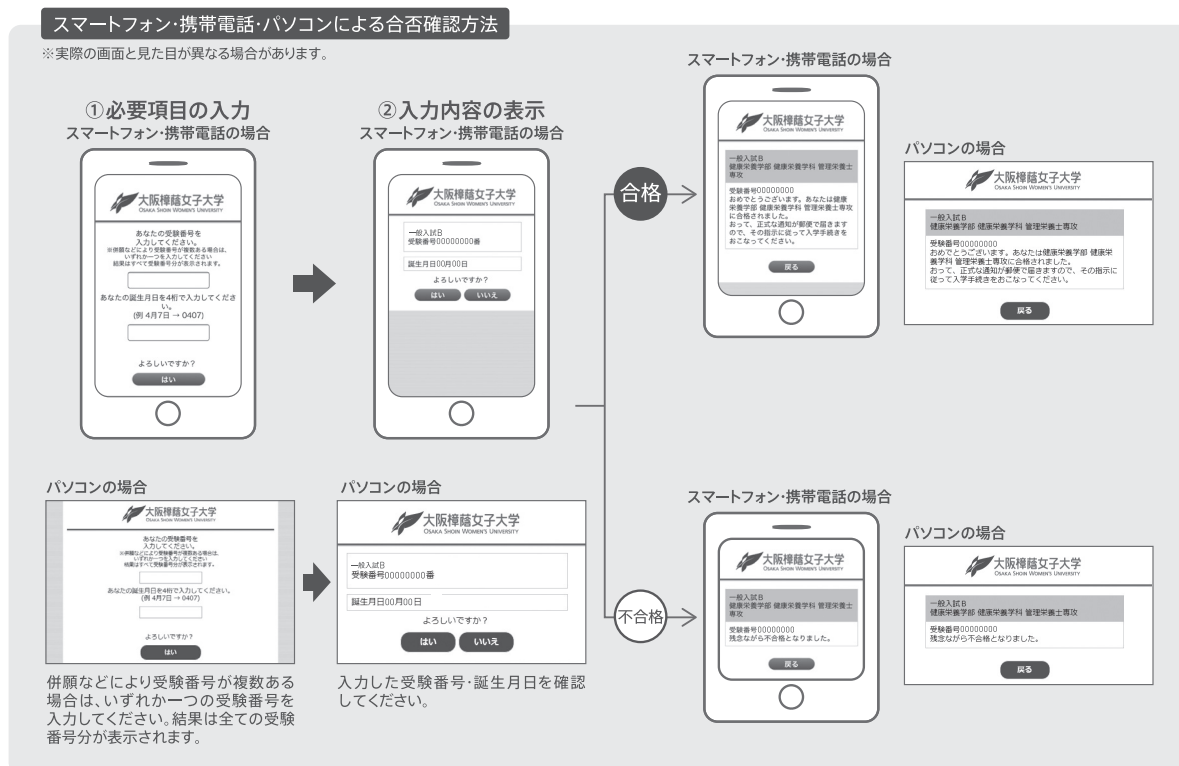 スマートフォン･携帯電話･パソコンによる合否確認方法
※実際の画面と見た目が異なる場合があります。
①必要項目の入力
スマートフォン･携帯電話の場合
大阪樟蔭女子大学
OSAKA SHOIN WOMEN'S UNIVERSITY
あなたの受験番号を
入力してください。
※併願などにより受験番号が複数ある場合は、
いずれか一つを入力してください
結果はすべて受験番号分が表示されます。
あなたの誕生月日を4桁で入力してくださ
い。
(例 4月7日 → 0407)
よろしいですか？
はい
②入力内容の表示
スマートフォン･携帯電話の場合
大阪樟蔭女子大学
OSAKA SHOIN WOMEN'S UNIVERSITY
一般入試B
受験番号00000000番
誕生月日00月00日
よろしいですか？
はい
いいえ
パソコンの場合
大阪樟蔭女子大学
OSAKA SHOIN WOMEN'S UNIVERSITY
あなたの受験番号を
入力してください。
※併願などにより受験番号が複数ある場合は、
いずれか一つを入力してください
結果はすべて受験番号分が表示されます。
あなたの誕生月日を4桁で入力してください。
(例 4月7日 → 0407)
よろしいですか？
はい
併願などにより受験番号が複数ある
場合は、いずれか一つの受験番号を
入力してください。結果は全ての受験
番号分が表示されます。
パソコンの場合
大阪樟蔭女子大学
OSAKA SHOIN WOMEN'S UNIVERSITY
一般入試B
受験番号00000000番
誕生月日00月00日
よろしいですか？
はい
いいえ
入力した受験番号･誕生月日を確認
してください。
合格
スマートフォン･携帯電話の場合
大阪樟蔭女子大学
OSAKA SHOIN WOMEN'S UNIVERSITY
一般入試B
健康栄養学部 健康栄養学科 管理栄養士
専攻
受験番号00000000
おめでとうございます。あなたは健康
栄養学部 健康栄養学科 管理栄養士専攻
に合格されました。
おって、正式な通知が郵便で届きます
ので、その指示に従って入学手続きを
おこなってください。
戻る
パソコンの場合
大阪樟蔭女子大学
OSAKA SHOIN WOMEN'S UNIVERSITY
一般入試B
健康栄養学部 健康栄養学科 管理栄養士専攻
受験番号00000000
おめでとうございます。あなたは健康栄養学部 健康栄
養学科 管理栄養士専攻に合格されました。
おって、正式な通知が郵便で届きますので、その指示に
従って入学手続きをおこなってください。
戻る
不合格
スマートフォン･携帯電話の場合
大阪樟蔭女子大学
OSAKA SHOIN WOMEN'S UNIVERSITY
一般入試B
健康栄養学部 健康栄養学科 管理栄養士
専攻
受験番号00000000
残念ながら不合格となりました。
戻る
パソコンの場合
大阪樟蔭女子大学
OSAKA SHOIN WOMEN'S UNIVERSITY
一般入試B
健康栄養学部 健康栄養学科 管理栄養士専攻
受験番号00000000
残念ながら不合格となりました。
戻る